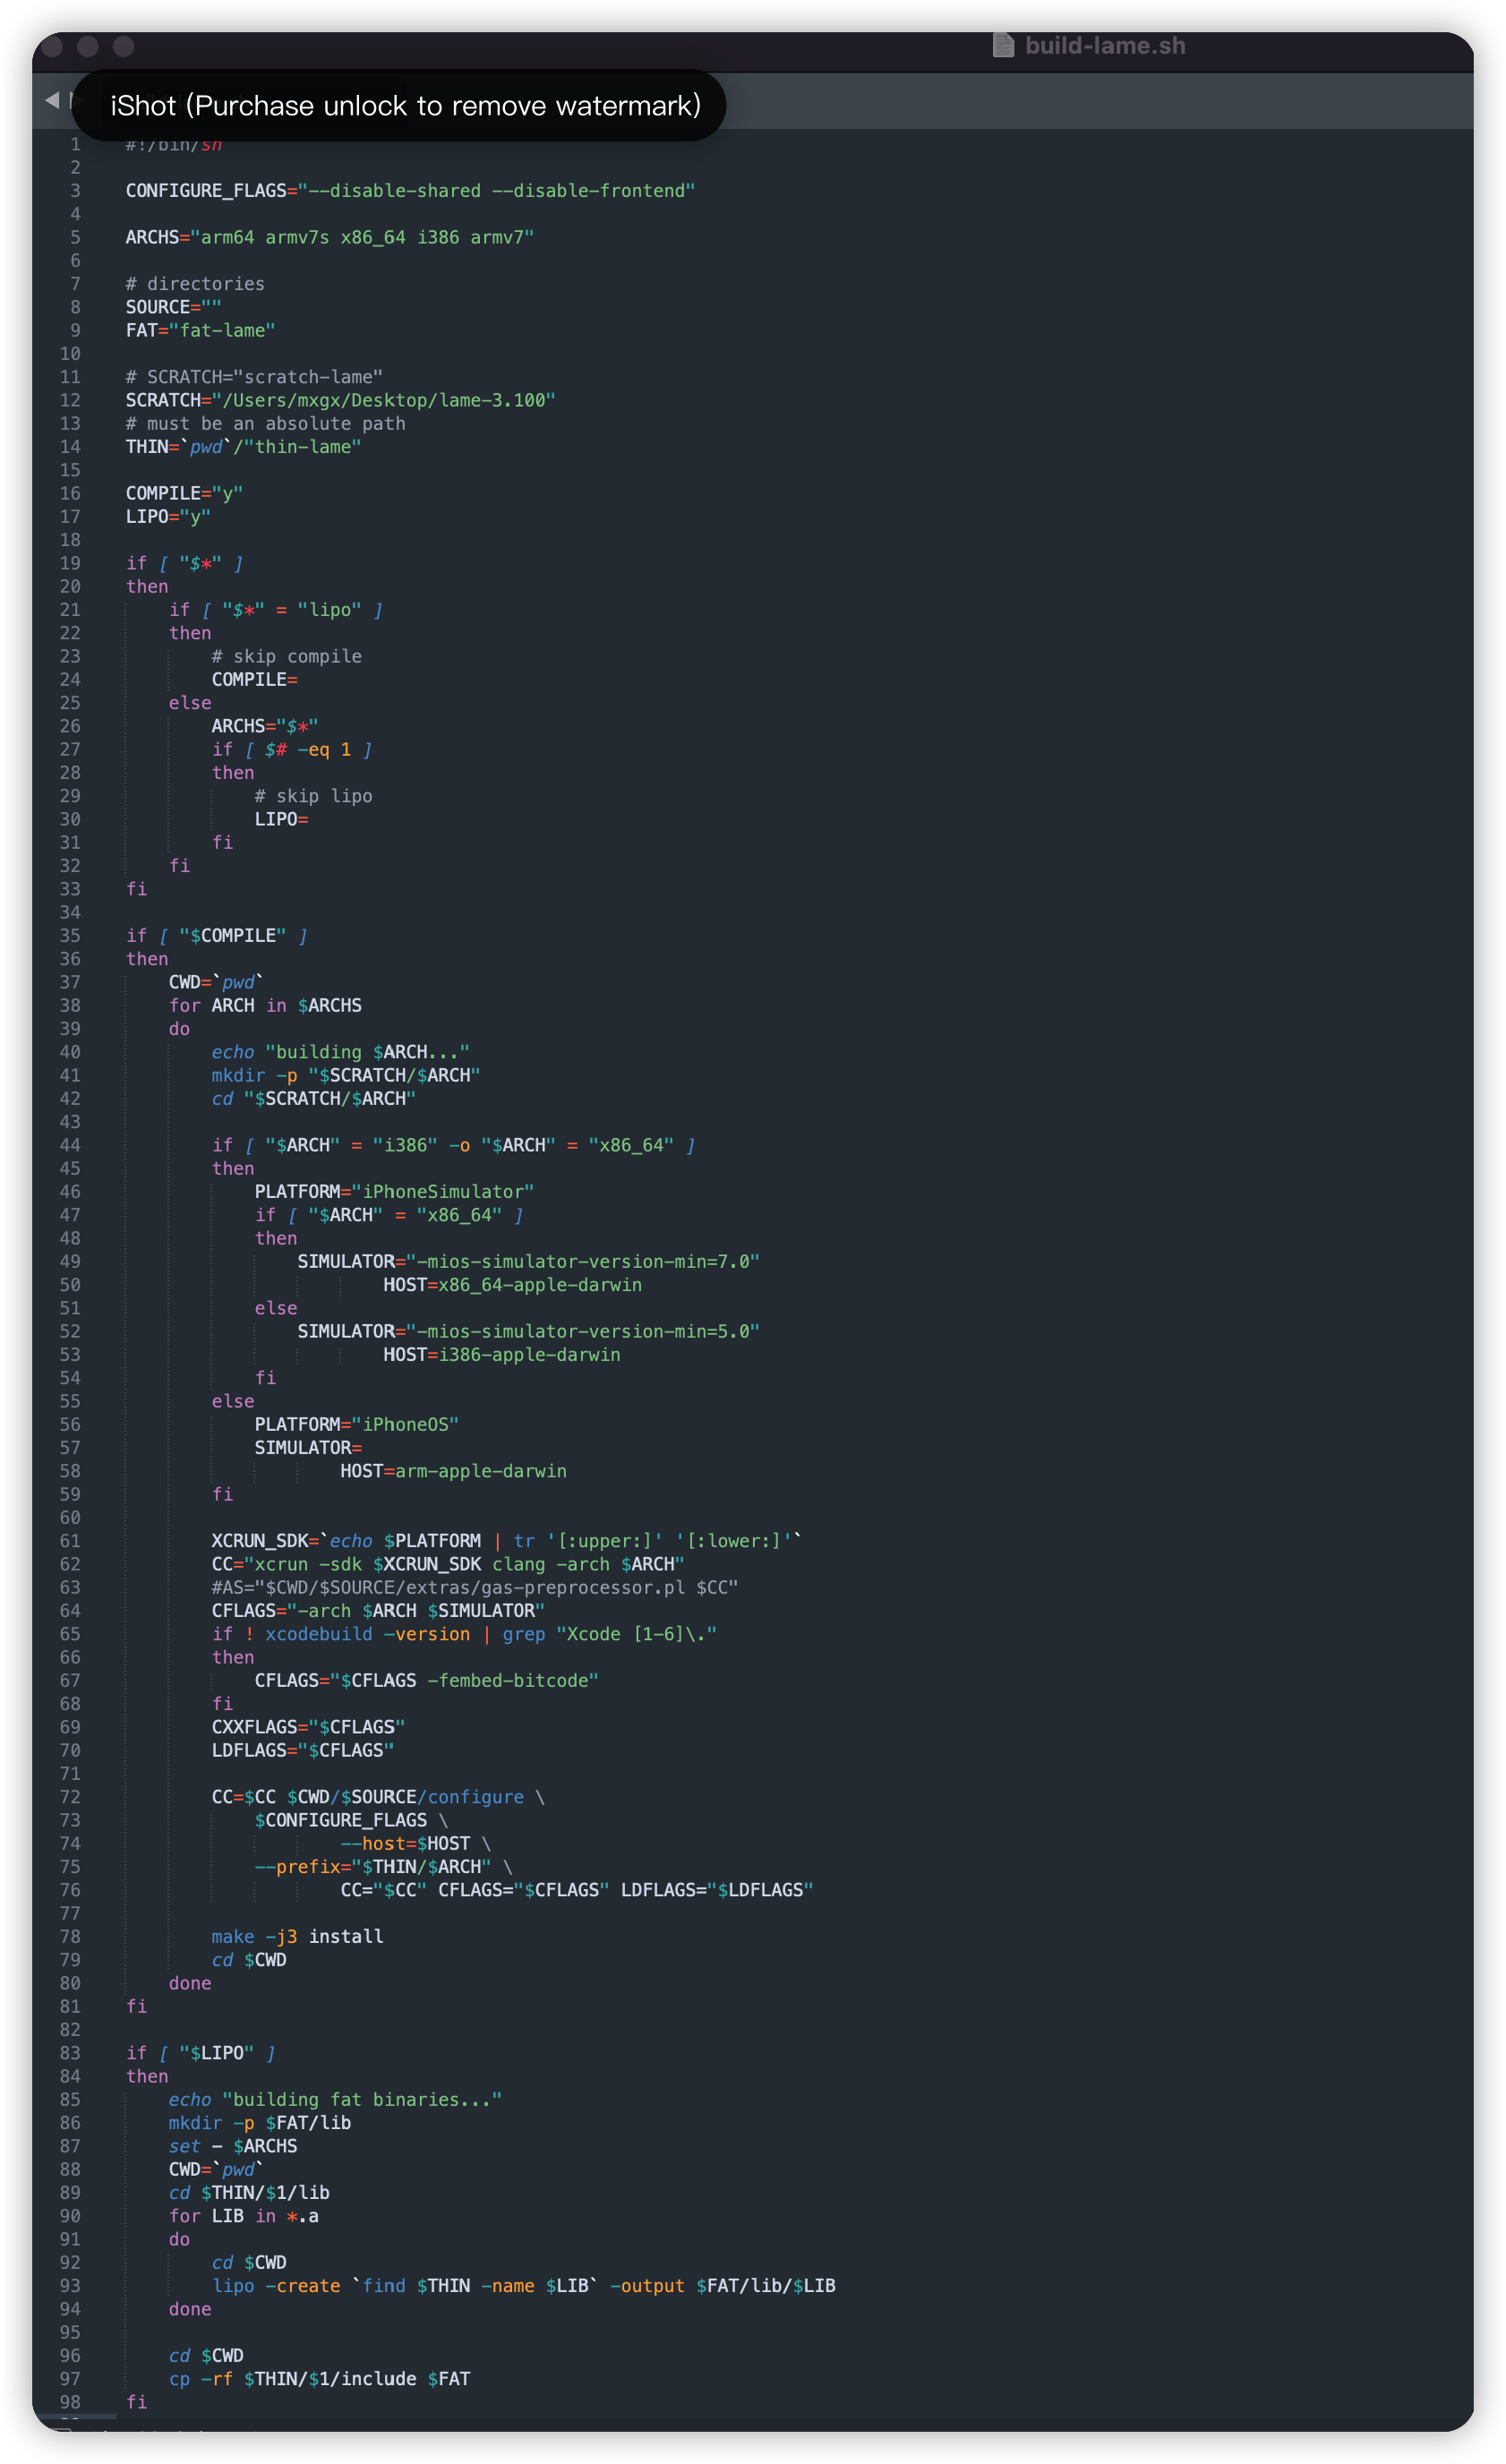 build-lame.sh
iShot (Purchase unlock to remove watermark)
1 #!/bin/sh
2
3 CONFIGURE_FLAGS="--disable-shared --disable-frontend"
4
5 ARCHS="arm64 armv7s x86_64 i386 armv7"
6
7 # directories
8 SOURCE=""
9 FAT="fat-lame"
10
11 # SCRATCH="scratch-lame"
12 SCRATCH="/Users/mxgx/Desktop/lame-3.100"
13 # must be an absolute path
14 THIN=`pwd`/"thin-lame"
15
16 COMPILE="y"
17 LIPO="y"
18
19 if [ "$*" ]
20 then
21 if [ "$*" = "lipo" ]
22 then
23 # skip compile
24 COMPILE=
25 else
26 ARCHS="$*"
27 if [ $# -eq 1 ]
28 then
29 # skip lipo
30 LIPO=
31 fi
32 fi
33 fi
34
35 if [ "$COMPILE" ]
36 then
37 CWD=`pwd`
38 for ARCH in $ARCHS
39 do
40 echo "building $ARCH..."
41 mkdir -p "$SCRATCH/$ARCH"
42 cd "$SCRATCH/$ARCH"
43
44 if [ "$ARCH" = "i386" -o "$ARCH" = "x86_64" ]
45 then
46 PLATFORM="iPhoneSimulator"
47 if [ "$ARCH" = "x86_64" ]
48 then
49 SIMULATOR="-mios-simulator-version-min=7.0"
50 HOST=x86_64-apple-darwin
51 else
52 SIMULATOR="-mios-simulator-version-min=5.0"
53 HOST=i386-apple-darwin
54 fi
55 else
56 PLATFORM="iPhoneOS"
57 SIMULATOR=
58 HOST=arm-apple-darwin
59 fi
60
61 XCRUN_SDK=`echo $PLATFORM | tr '[:upper:]' '[:lower:]'`
62 CC="xcrun -sdk $XCRUN_SDK clang -arch $ARCH"
63 #AS="$CWD/$SOURCE/extras/gas-preprocessor.pl $CC"
64 CFLAGS="-arch $ARCH $SIMULATOR"
65 if ! xcodebuild -version | grep "Xcode [1-6]\."
66 then
67 CFLAGS="$CFLAGS -fembed-bitcode"
68 fi
69 CXXFLAGS="$CFLAGS"
70 LDFLAGS="$CFLAGS"
71
72 CC=$CC $CWD/$SOURCE/configure \
73 $CONFIGURE_FLAGS \
74 --host=$HOST \
75 --prefix="$THIN/$ARCH" \
76 CC="$CC" CFLAGS="$CFLAGS" LDFLAGS="$LDFLAGS"
77
78 make -j3 install
79 cd $CWD
80 done
81 fi
82
83 if [ "$LIPO" ]
84 then
85 echo "building fat binaries..."
86 mkdir -p $FAT/lib
87 set - $ARCHS
88 CWD=`pwd`
89 cd $THIN/$1/lib
90 for LIB in *.a
91 do
92 cd $CWD
93 lipo -create `find $THIN -name $LIB` -output $FAT/lib/$LIB
94 done
95
96 cd $CWD
97 cp -rf $THIN/$1/include $FAT
98 fi